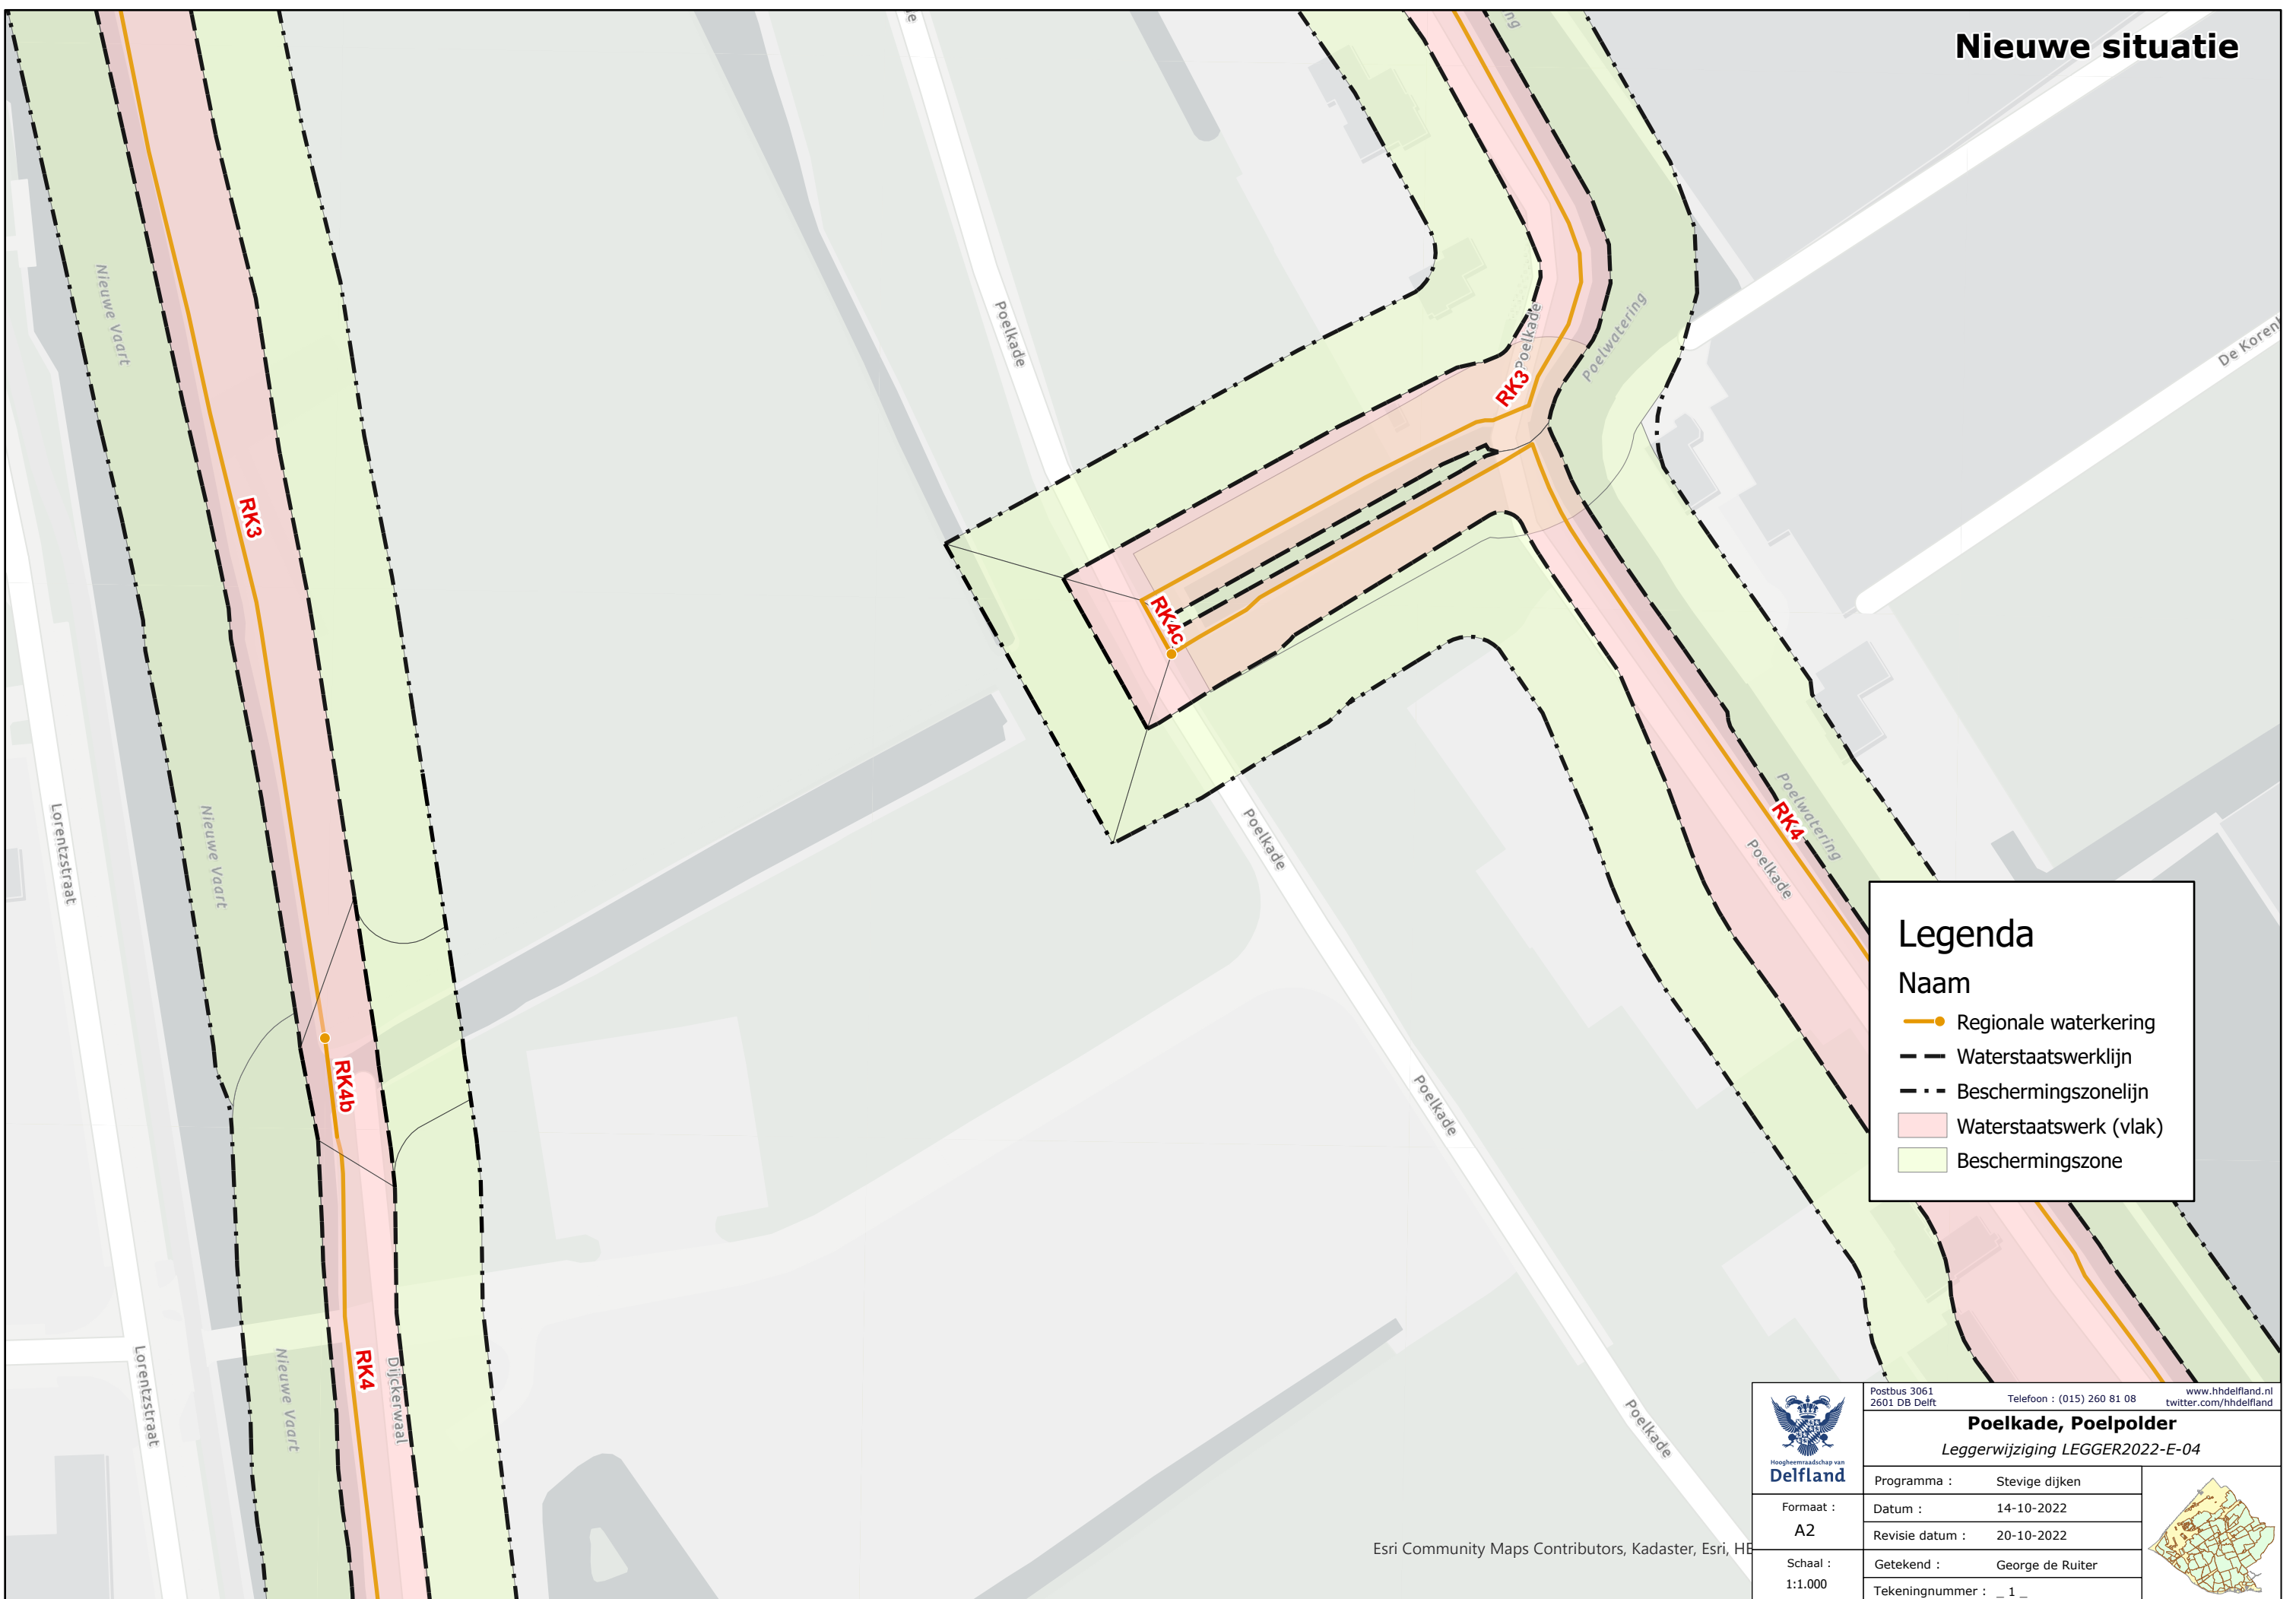 Nieuwe situatie
Nieuwe Vaart
Poelkade
Poelkade
Poelwatering
De Koren
RK3
RK3
RK4c
Nieuwe Vaart
Lorentzstraat
Poelkade
Poelwatering
RK4
Poelkade
RK4b
Poelkade
RK4
Dijckerwaal
Nieuwe Vaart
Lorentzstraat
Poelkade
Legenda
Naam
Regionale waterkering
Waterstaatswerklijn
Beschermingszonelijn
Waterstaatswerk (vlak)
Beschermingszone
Esri Community Maps Contributors, Kadaster, Esri, HE
Hoogheemraadschap van
Delfland
Postbus 3061
2601 DB Delft
Telefoon : (015) 260 81 08
www.hhdelfland.nl
twitter.com/hhdelfland
Poelkade, Poelpolder
Leggerwijziging LEGGER2022-E-04
Programma : Stevige dijken
Formaat :
A2
Datum : 14-10-2022
Revisie datum : 20-10-2022
Schaal :
1:1.000
Getekend : George de Ruiter
Tekeningnummer : _ 1 _